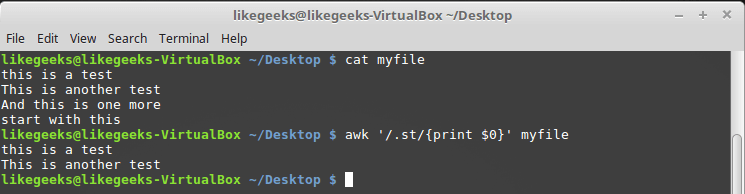 likegeeks@likegeeks-VirtualBox ~/Desktop
File Edit View Search Terminal Help
likegeeks@likegeeks-VirtualBox ~/Desktop $ cat myfile
this is a test
This is another test
And this is one more
start with this
likegeeks@likegeeks-VirtualBox ~/Desktop $ awk '/.st/{print $0}' myfile
this is a test
This is another test
likegeeks@likegeeks-VirtualBox ~/Desktop $